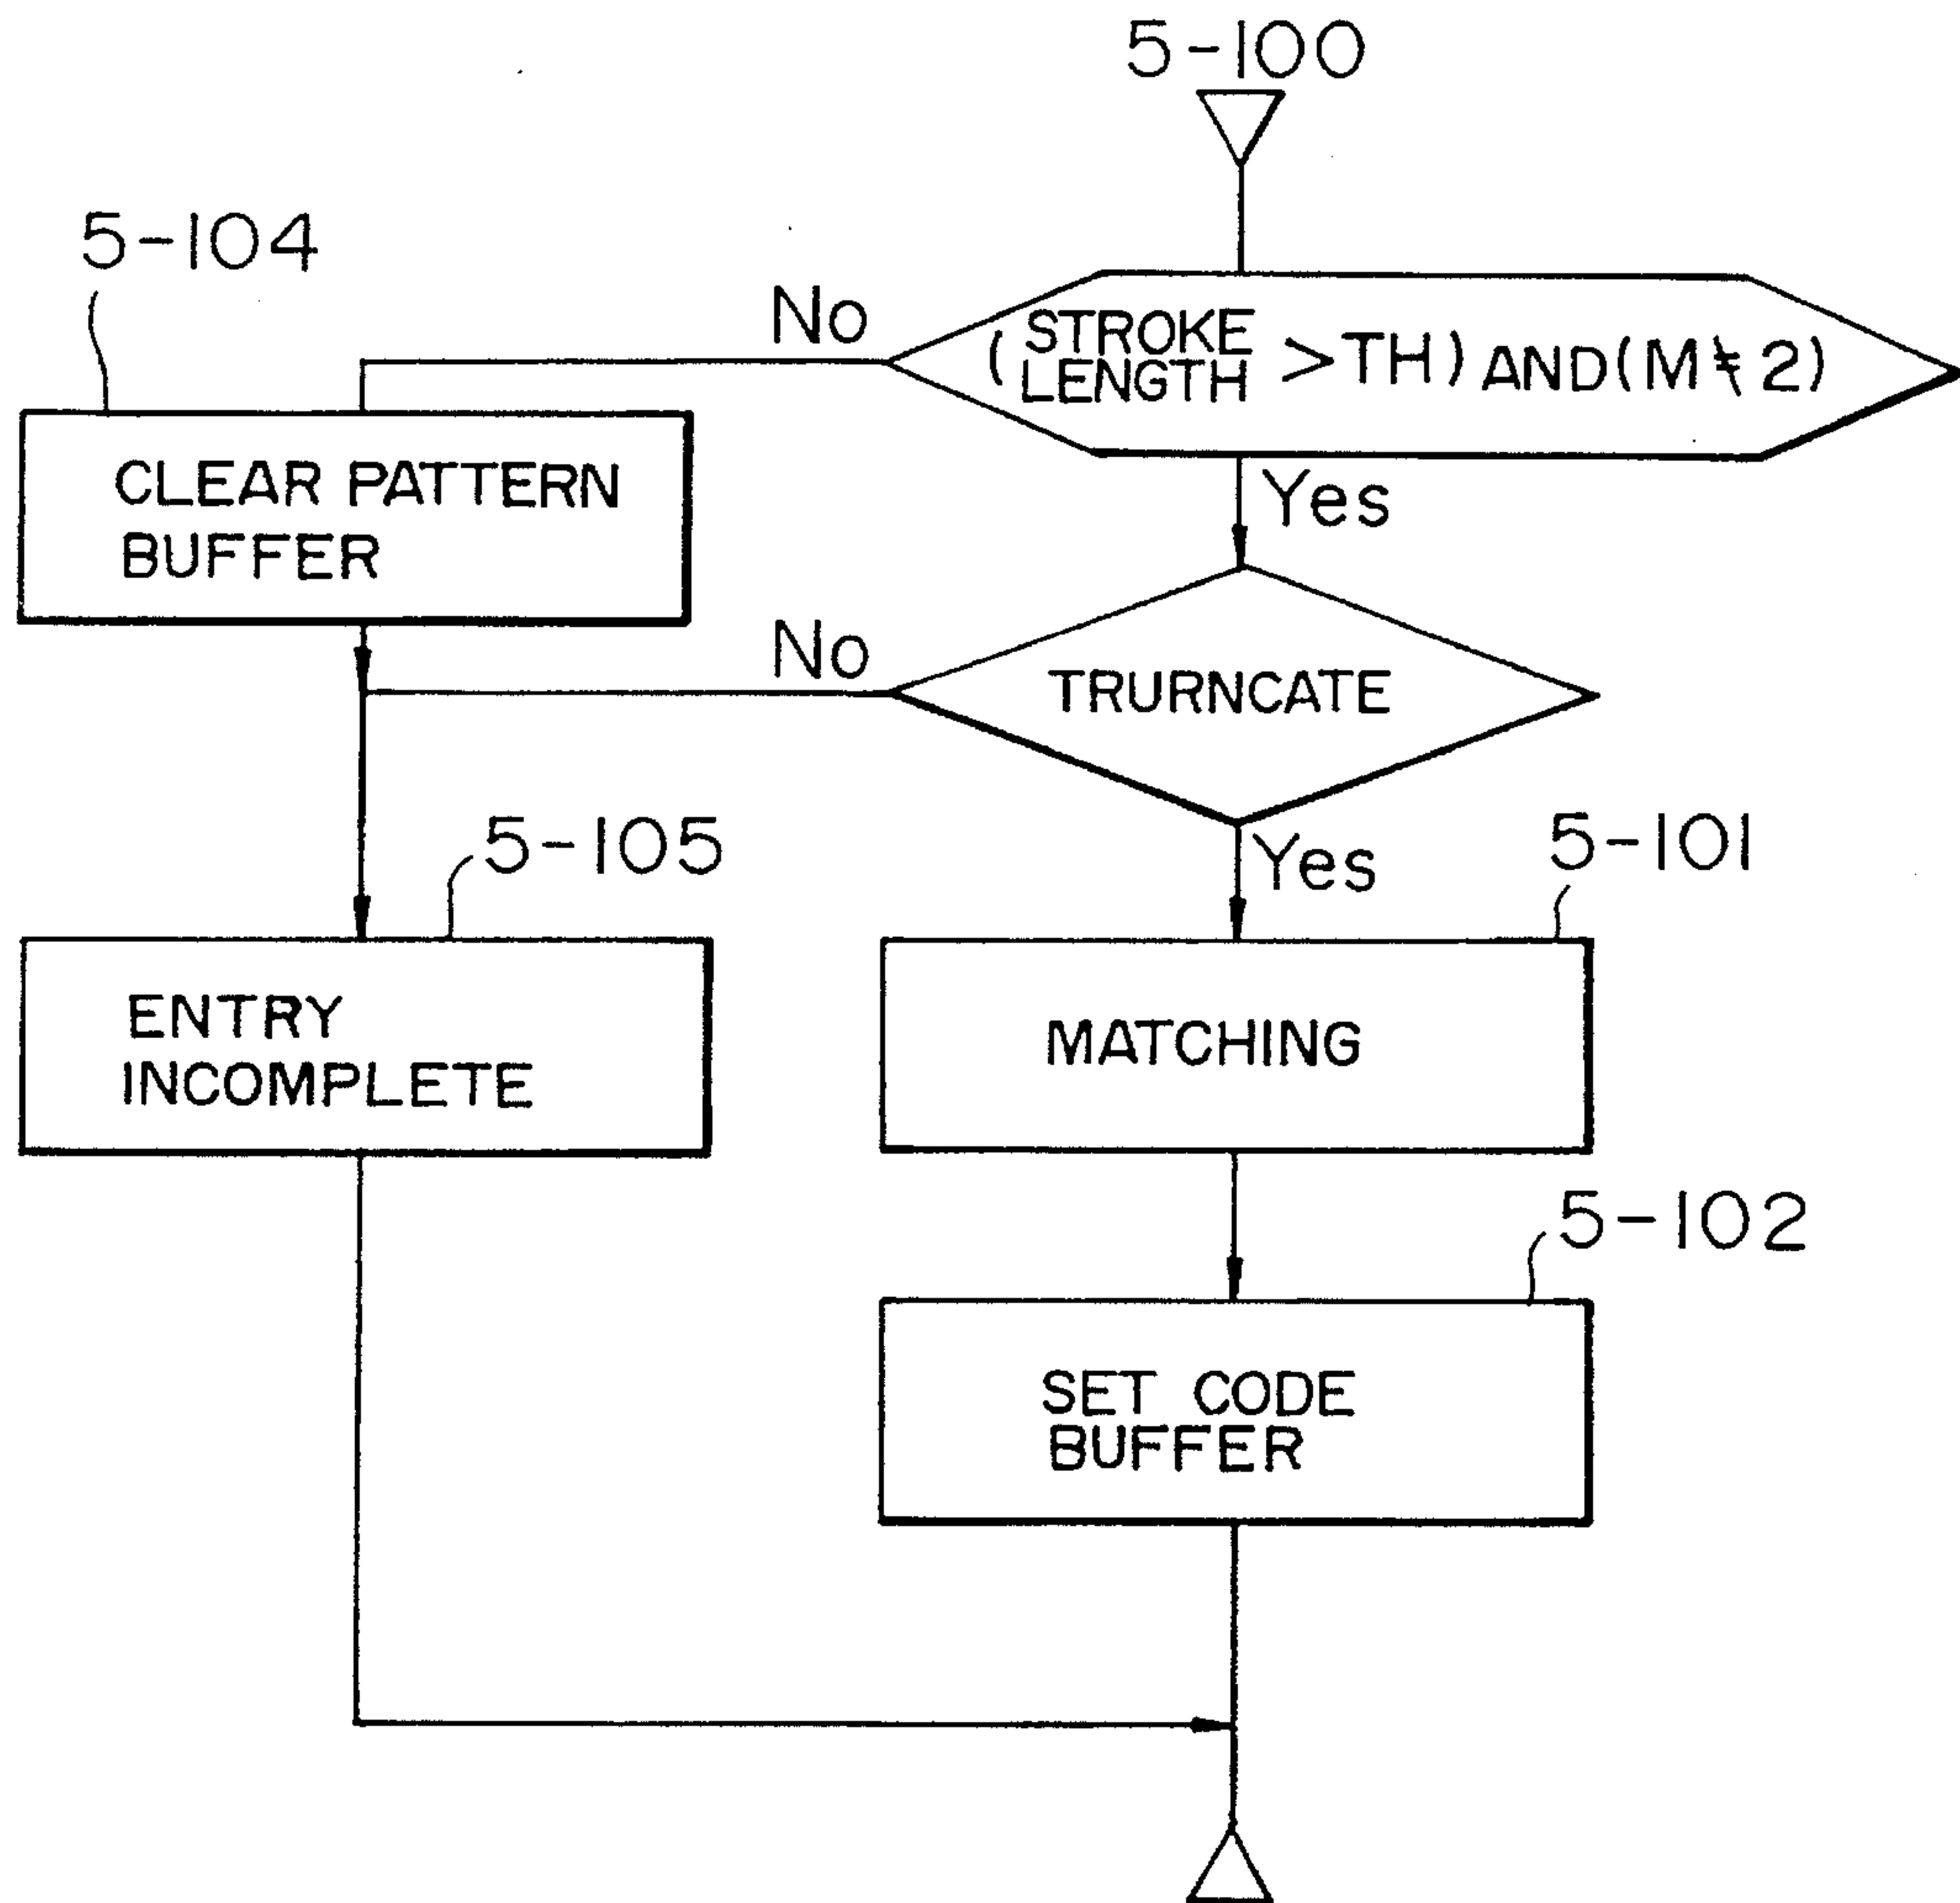 5-100
5-104
No
(STROKE LENGTH >TH) AND (M≠2)
CLEAR PATTERN
BUFFER
Yes
No
TRURNCATE
5-105
Yes
5-101
ENTRY
INCOMPLETE
MATCHING
5-102
SET CODE
BUFFER